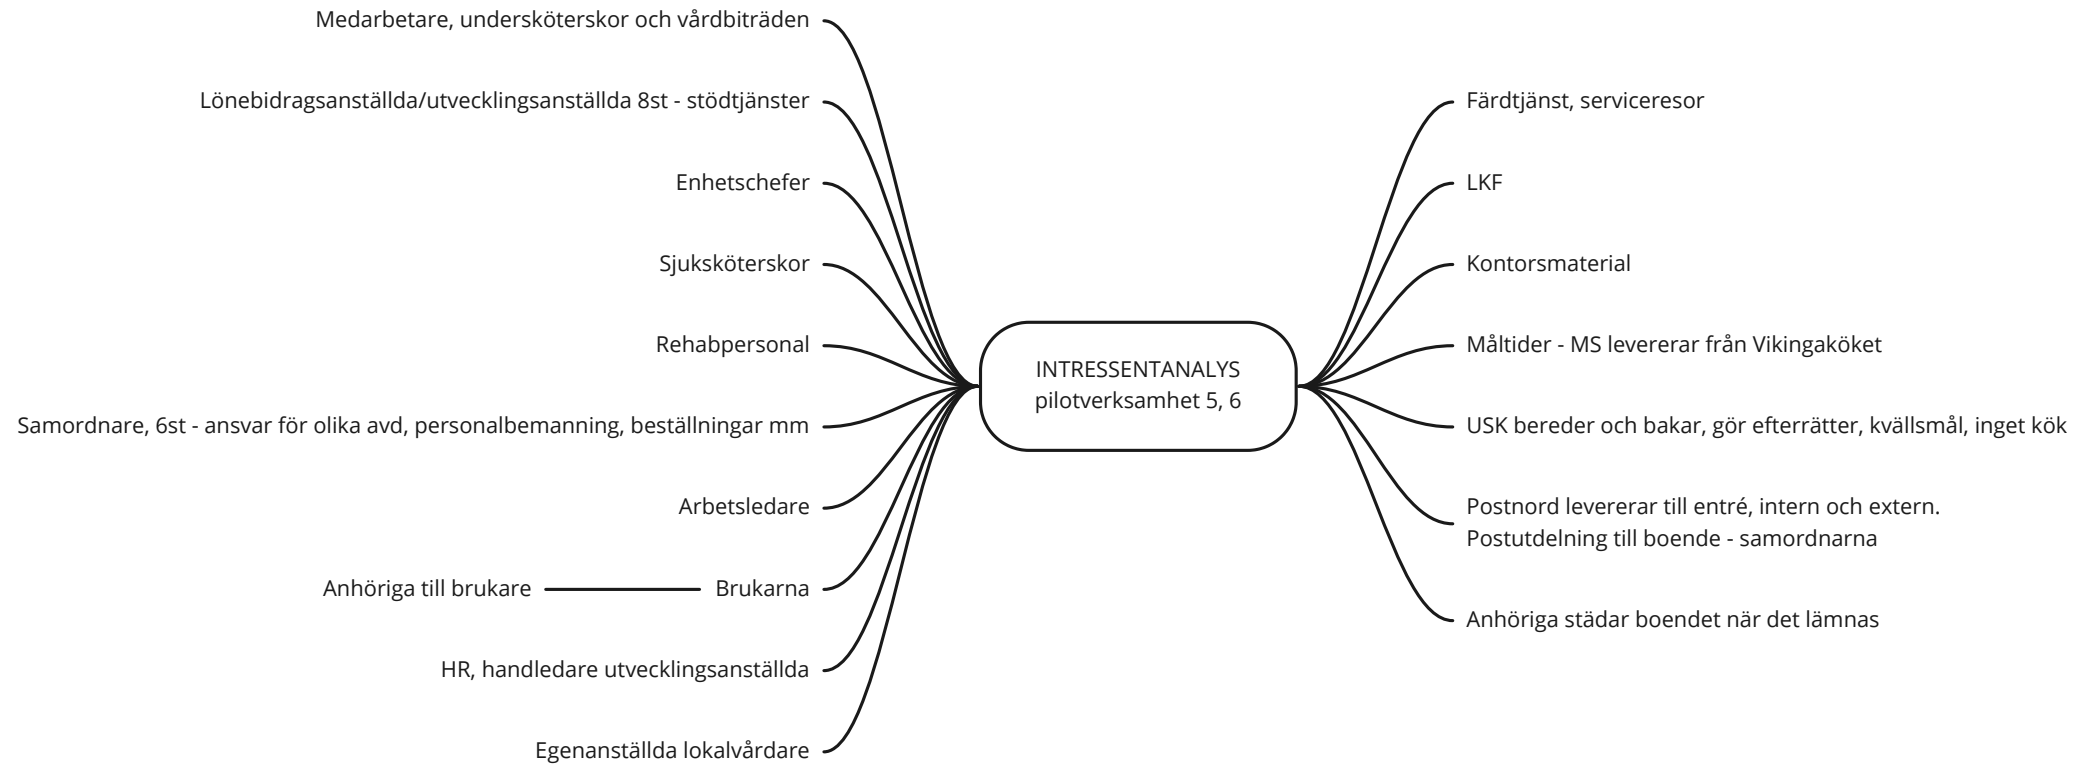 Medarbetare, undersköterskor och vårdbiträden
Lönebidragsanställda/utvecklingsanställda 8st - stödtjänster
Enhetschefer
Sjuksköterskor
Rehabpersonal
Samordnare, 6st - ansvar för olika avd, personalbemanning, beställningar mm
Arbetsledare
Anhöriga till brukare
Brukarna
HR, handledare utvecklingsanställda
Egenanställda lokalvårdare
INTRESSENTANALYS
pilotverksamhet 5, 6
Färdtjänst, serviceresor
LKF
Kontorsmaterial
Måltider - MS levererar från Vikingaköket
USK bereder och bakar, gör efterrätter, kvällsmål, inget kök
Postnord levererar till entré, intern och extern.
Postutdelning till boende - samordnarna
Anhöriga städar boendet när det lämnas